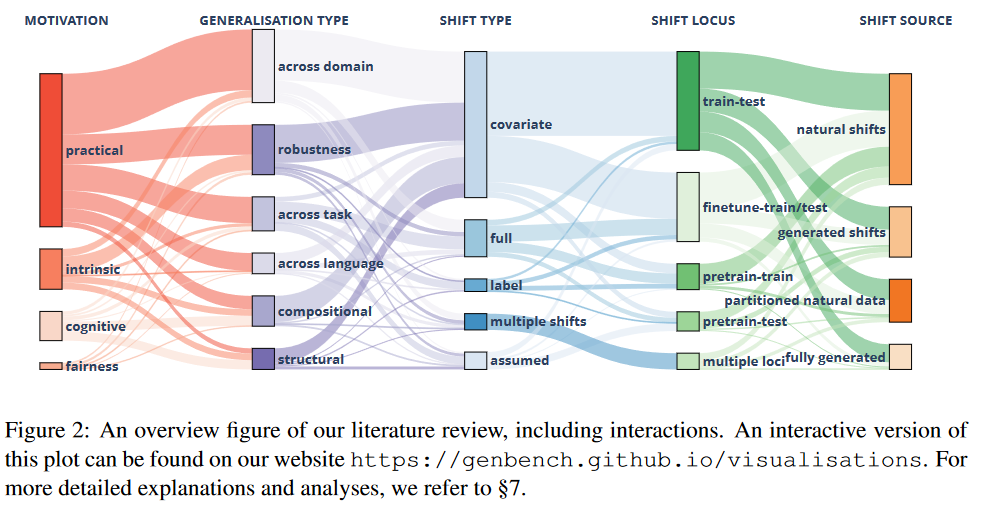 MOTIVATION
GENERALISATION TYPE
SHIFT TYPE
SHIFT LOCUS
SHIFT SOURCE
practical
intrinsic
cognitive
fairness
across domain
robustness
across task
across language
compositional
structural
covariate
full
label
multiple shifts
assumed
train-test
finetune-train/test
pretrain-train
pretrain-test
multiple loci
natural shifts
generated shifts
partitioned natural data
fully generated
Figure 2: An overview figure of our literature review, including interactions. An interactive version of
this plot can be found on our website https://genbench.github.io/visualisations. For
more detailed explanations and analyses, we refer to §7.